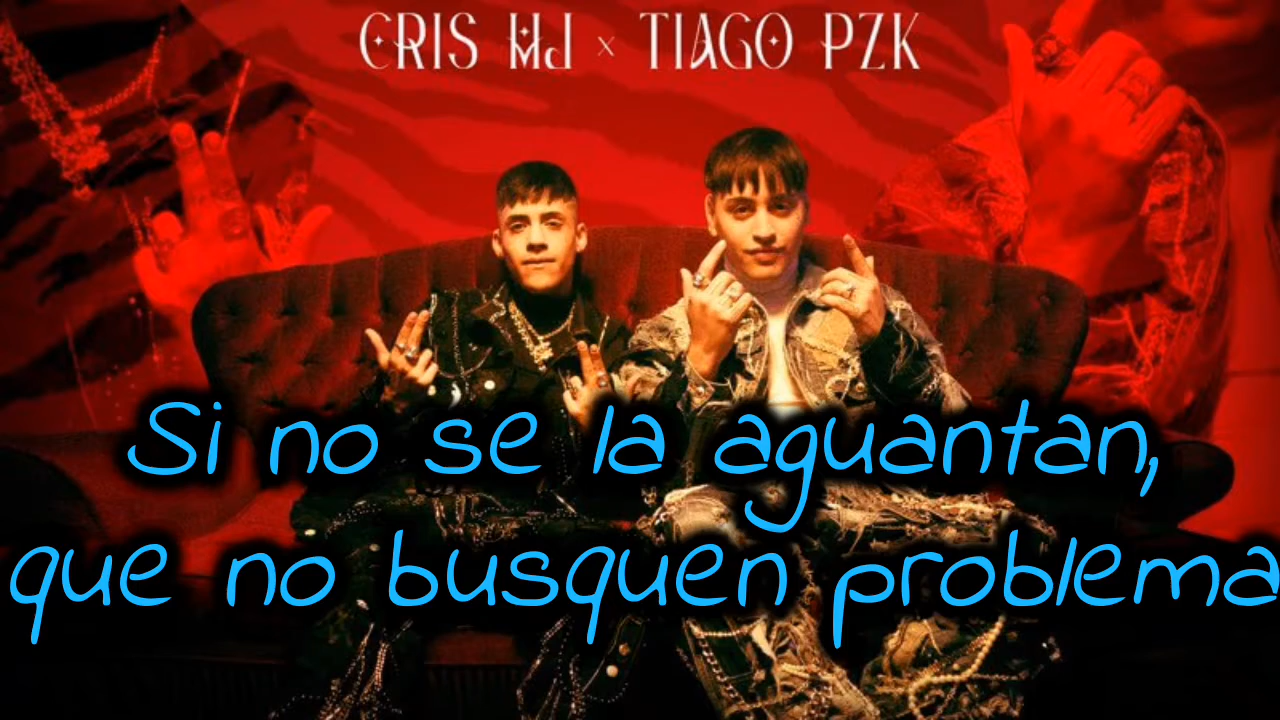 CRIS MJ × TIAGO PZK
Si no se la aguantan,
que no busquen problema